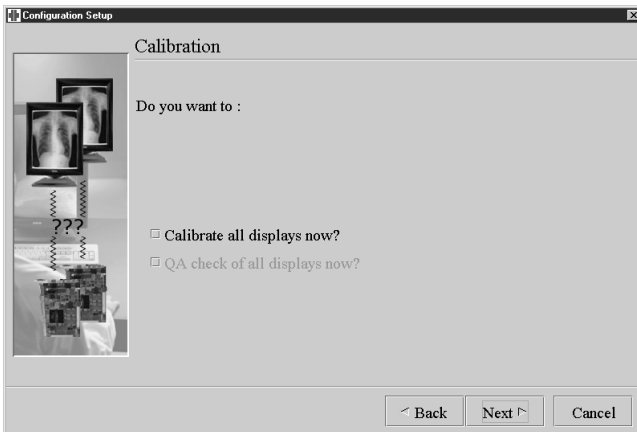 Configuration Setup
Calibration
Do you want to :
???
Calibrate all displays now?
QA check of all displays now?
Back
Next
Cancel